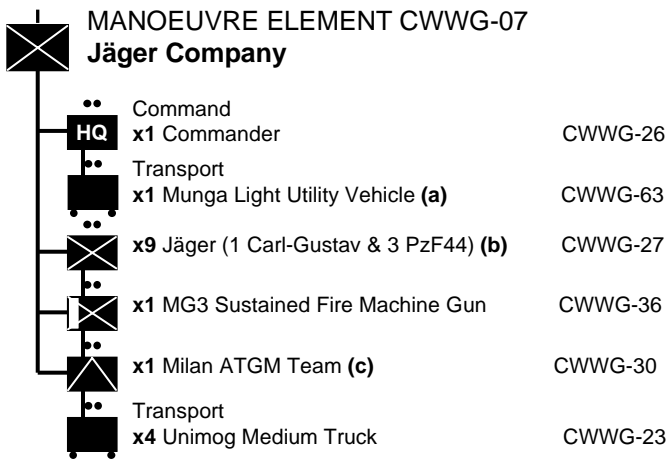 MANOEUVRE ELEMENT CWWG-07
Jäger Company
Command
HQ x1 Commander CWWG-26
Transport
x1 Munga Light Utility Vehicle (a) CWWG-63
x9 Jäger (1 Carl-Gustav & 3 PzF44) (b) CWWG-27
x1 MG3 Sustained Fire Machine Gun CWWG-36
x1 Milan ATGM Team (c) CWWG-30
Transport
x4 Unimog Medium Truck CWWG-23